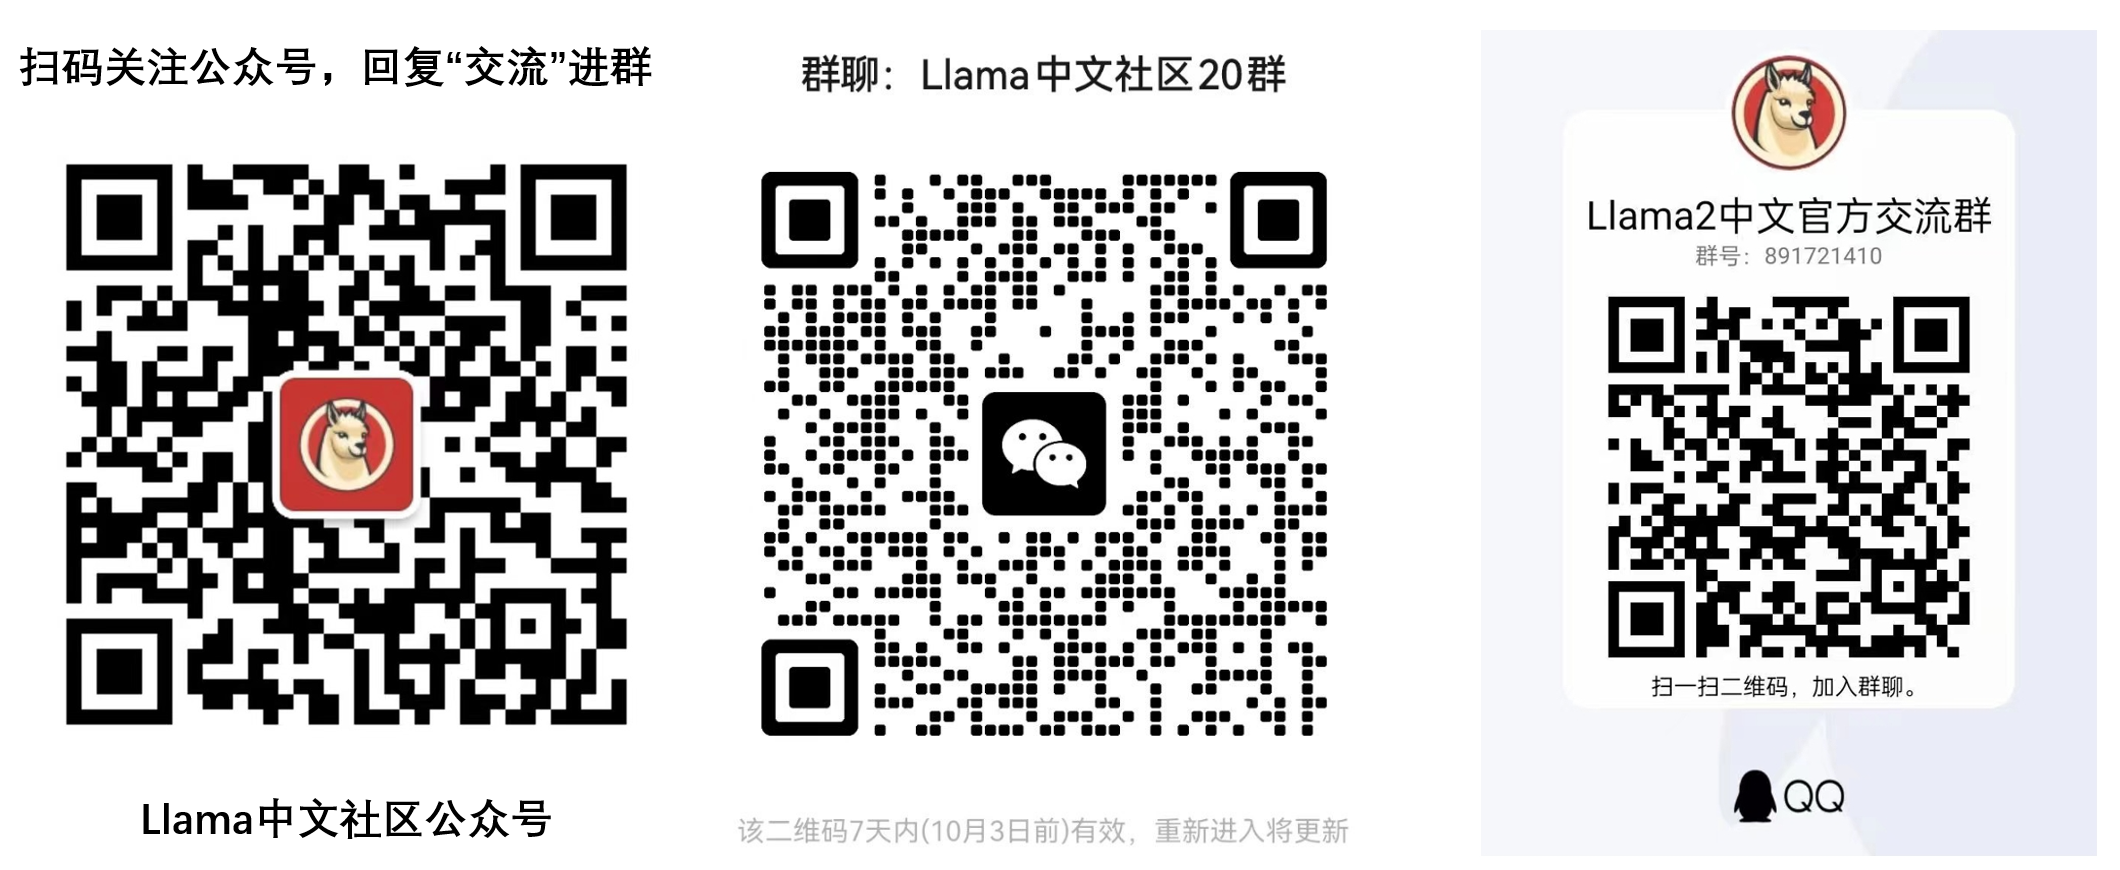 扫码关注公众号，回复“交流”进群
Llama中文社区公众号
群聊：Llama中文社区20群
该二维码7天内(10月3日前)有效，重新进入将更新
Llama2中文官方交流群
群号：891721410
扫一扫二维码，加入群聊。
QQ